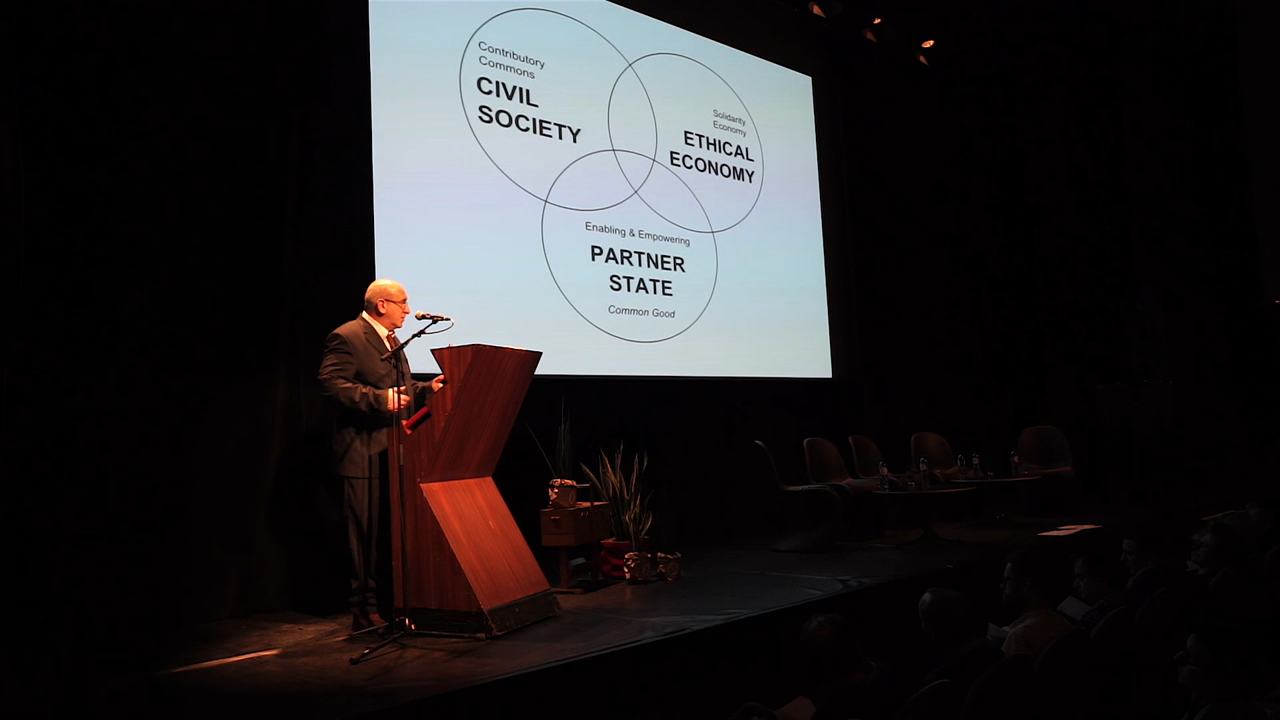 Contributory
Commons
CIVIL
SOCIETY
Solidarity
Economy
ETHICAL
ECONOMY
Enabling & Empowering
PARTNER
STATE
Common Good